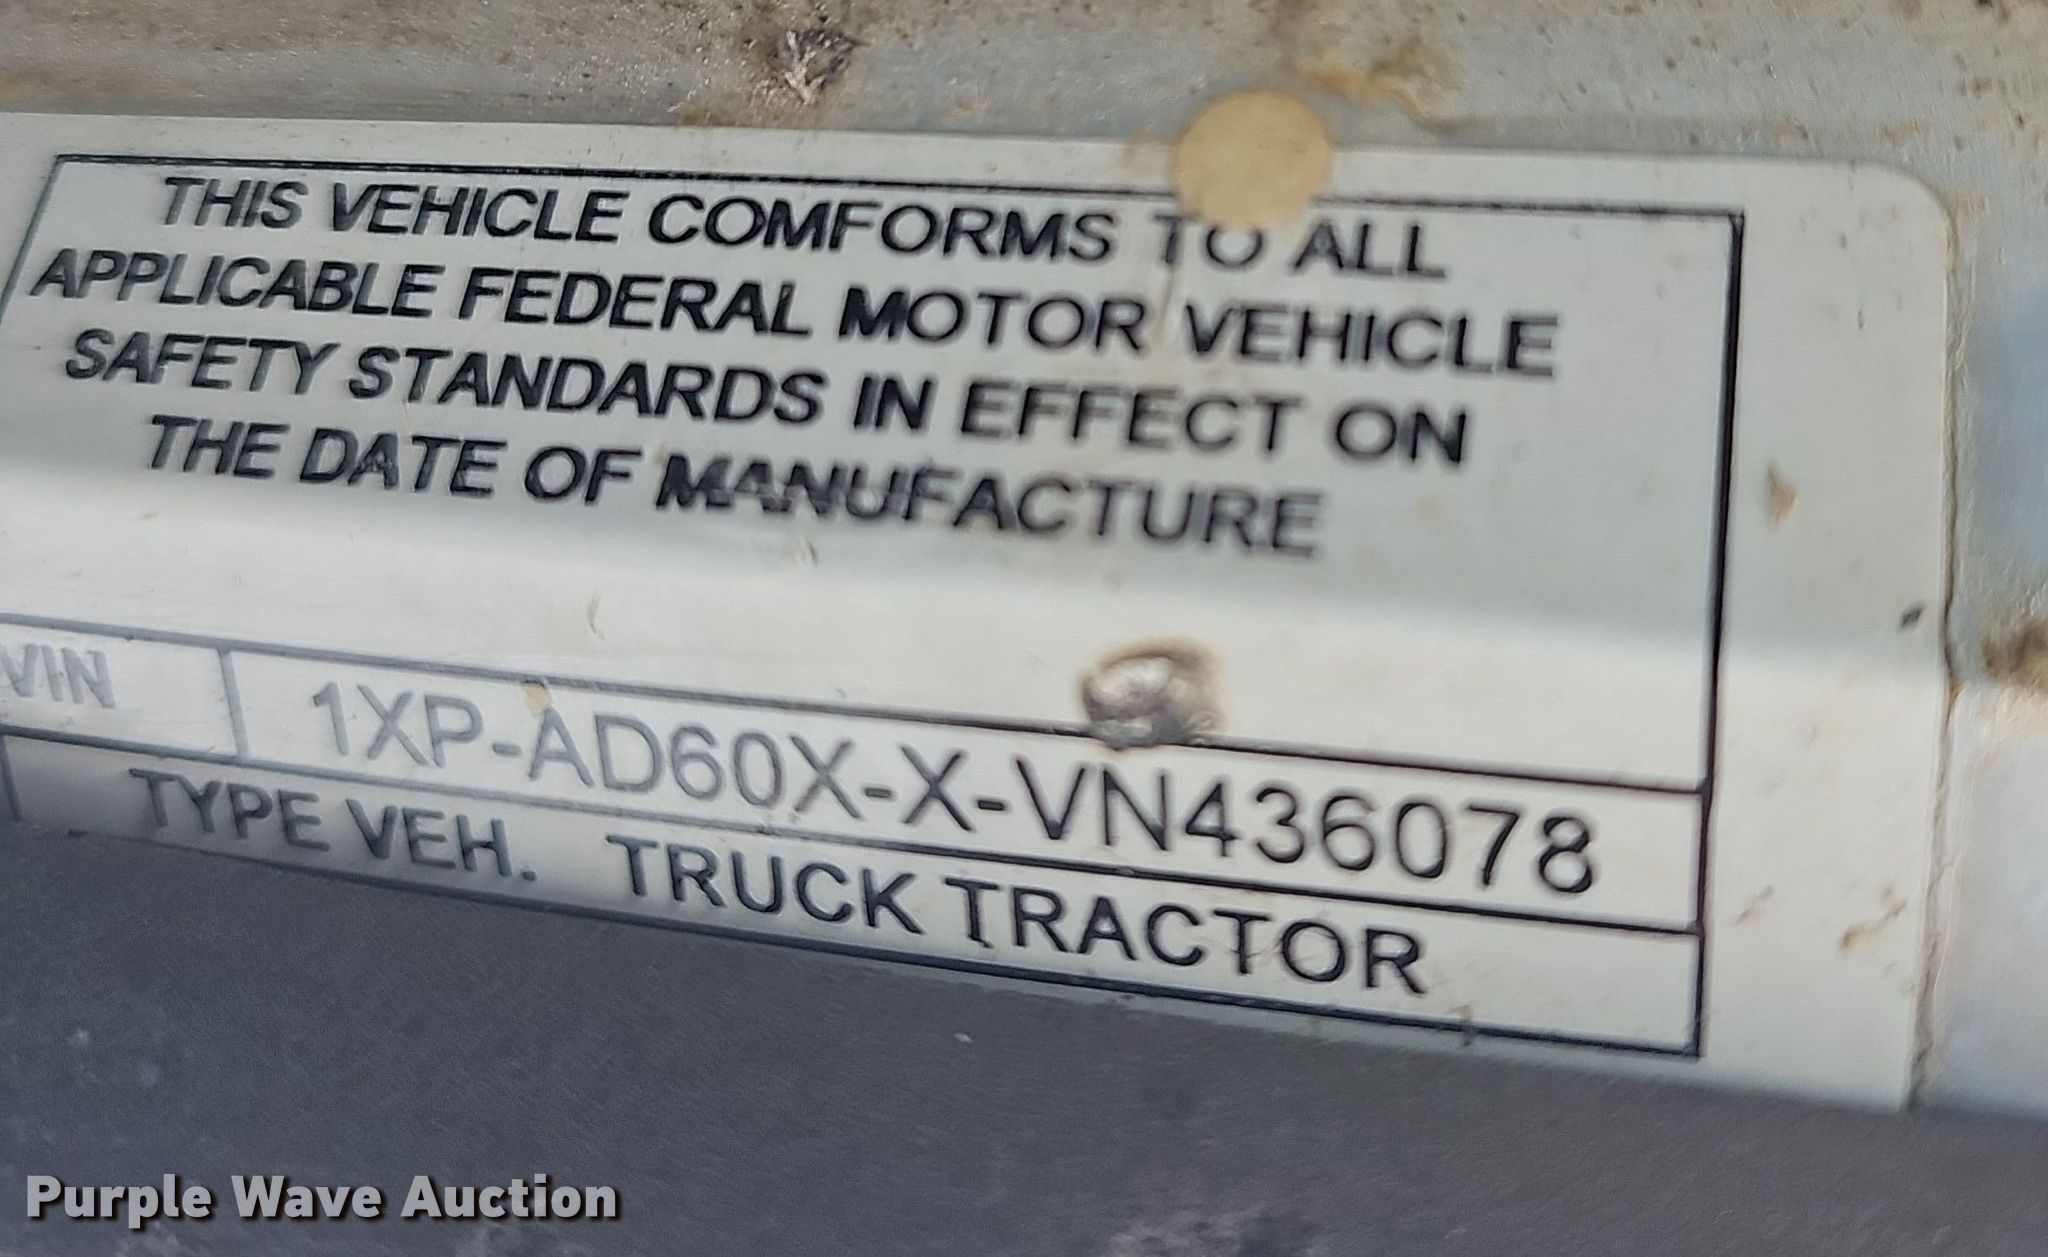 THIS VEHICLE COMFORMS TO ALL
APPLICABLE FEDERAL MOTOR VEHICLE
SAFETY STANDARDS IN EFFECT ON
THE DATE OF MANUFACTURE
VIN 1XP-AD60X-X-VN436078
TYPE VEH. TRUCK TRACTOR
Purple Wave Auction